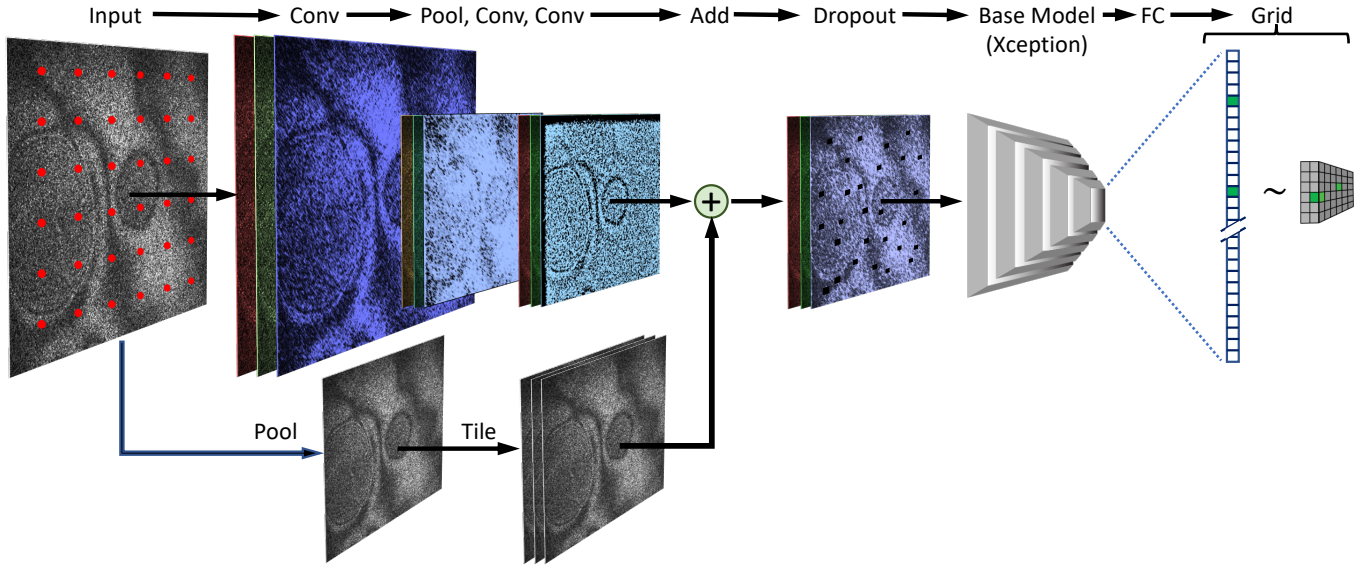 Input
Conv
Pool, Conv, Conv
Add
Dropout
Base Model
(Xception)
FC
Grid
+
~
Pool
Tile